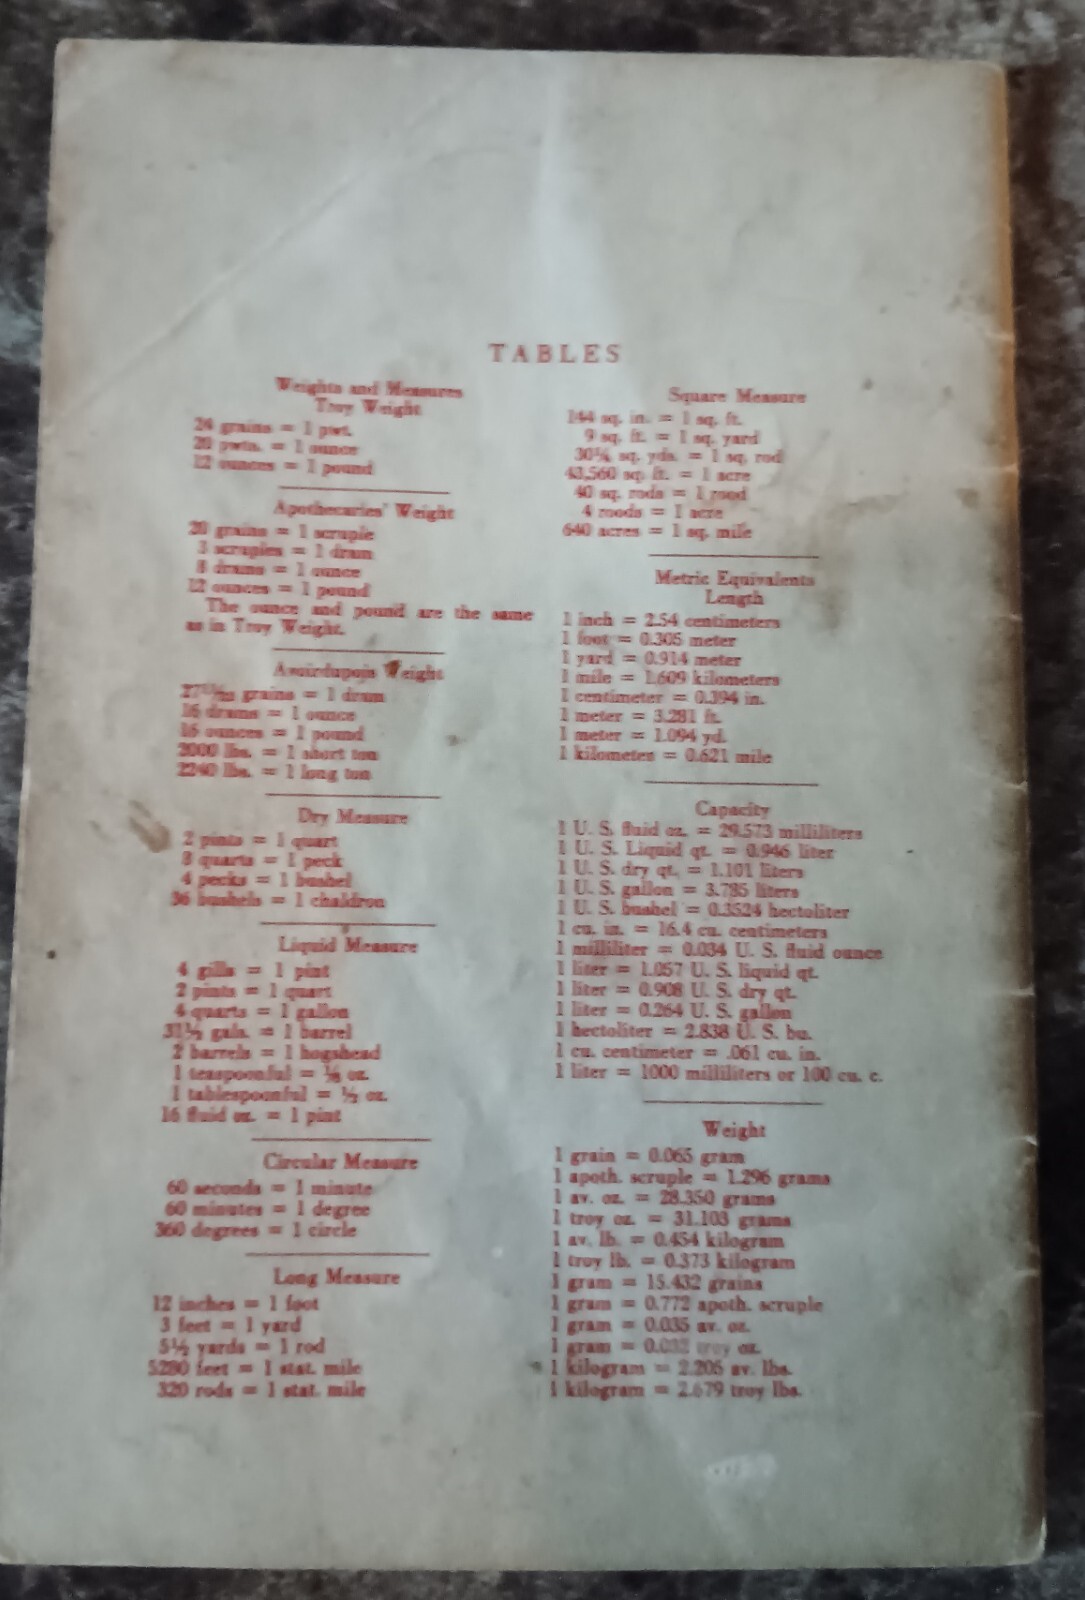 TABLES
Weights and Measures
Troy Weight
24 grains = 1 pwt.
20 pwts. = 1 ounce
12 ounces = 1 pound
Apothecaries' Weight
20 grains = 1 scruple
3 scruples = 1 dram
8 drams = 1 ounce
12 ounces = 1 pound
The ounce and pound are the same
as in Troy Weight.
Avoirdupois Weight
grains = 1 dram
16 drams = 1 ounce
16 ounces = 1 pound
2000 lbs. = 1 short ton
2240 lbs. = 1 long ton
Dry Measure
2 pints = 1 quart
8 quarts = 1 peck
4 pecks = 1 bushel
36 bushels = 1 chaldron
Liquid Measure
4 gills = 1 pint
2 pints = 1 quart
4 quarts = 1 gallon
31½ gals. = 1 barrel
2 barrels = 1 hogshead
1 teaspoonful = oz.
1 tablespoonful = ½ oz.
16 fluid oz. = 1 pint
Circular Measure
60 seconds = 1 minute
60 minutes = 1 degree
360 degrees = 1 circle
Long Measure
12 inches = 1 foot
3 feet = 1 yard
5½ yards = 1 rod
5280 feet = 1 stat. mile
320 rods = 1 stat. mile
Square Measure
144 sq. in. = 1 sq. ft.
9 sq. ft. = 1 sq. yard
30¼ sq. yds. = 1 sq. rod
43,560 sq. ft. = 1 acre
40 sq. rods = 1 rood
4 roods = 1 acre
640 acres = 1 sq. mile
Metric Equivalents
Length
1 inch = 2.54 centimeters
1 foot = 0.305 meter
1 yard = 0.914 meter
1 mile = 1.609 kilometers
1 centimeter = 0.394 in.
1 meter = 3.281 ft.
1 meter = 1.094 yd.
1 kilometer = 0.621 mile
Capacity
1 U. S. fluid oz. = 29.573 milliliters
1 U. S. Liquid qt. = 0.946 liter
1 U. S. dry qt. = 1.101 liters
1 U. S. gallon = 3.785 liters
1 U. S. bushel = 0.3524 hectoliter
1 cu. in. = 16.4 cu. centimeters
1 milliliter = 0.034 U. S. fluid ounce
1 liter = 1.057 U. S. liquid qt.
1 liter = 0.908 U. S. dry qt.
1 liter = 0.264 U. S. gallon
1 hectoliter = 2.838 U. S. bu.
1 cu. centimeter = .061 cu. in.
1 liter = 1000 milliliters or 100 cu. c.
Weight
1 grain = 0.065 gram
1 apoth. scruple = 1.296 grams
1 av. oz. = 28.350 grams
1 troy oz. = 31.103 grams
1 av. lb. = 0.454 kilogram
1 troy lb. = 0.373 kilogram
1 gram = 15.432 grains
1 gram = 0.772 apoth. scruple
1 gram = 0.035 av. oz.
1 gram = 0.032 troy oz.
1 kilogram = 2.205 av. lbs.
1 kilogram = 2.679 troy lbs.